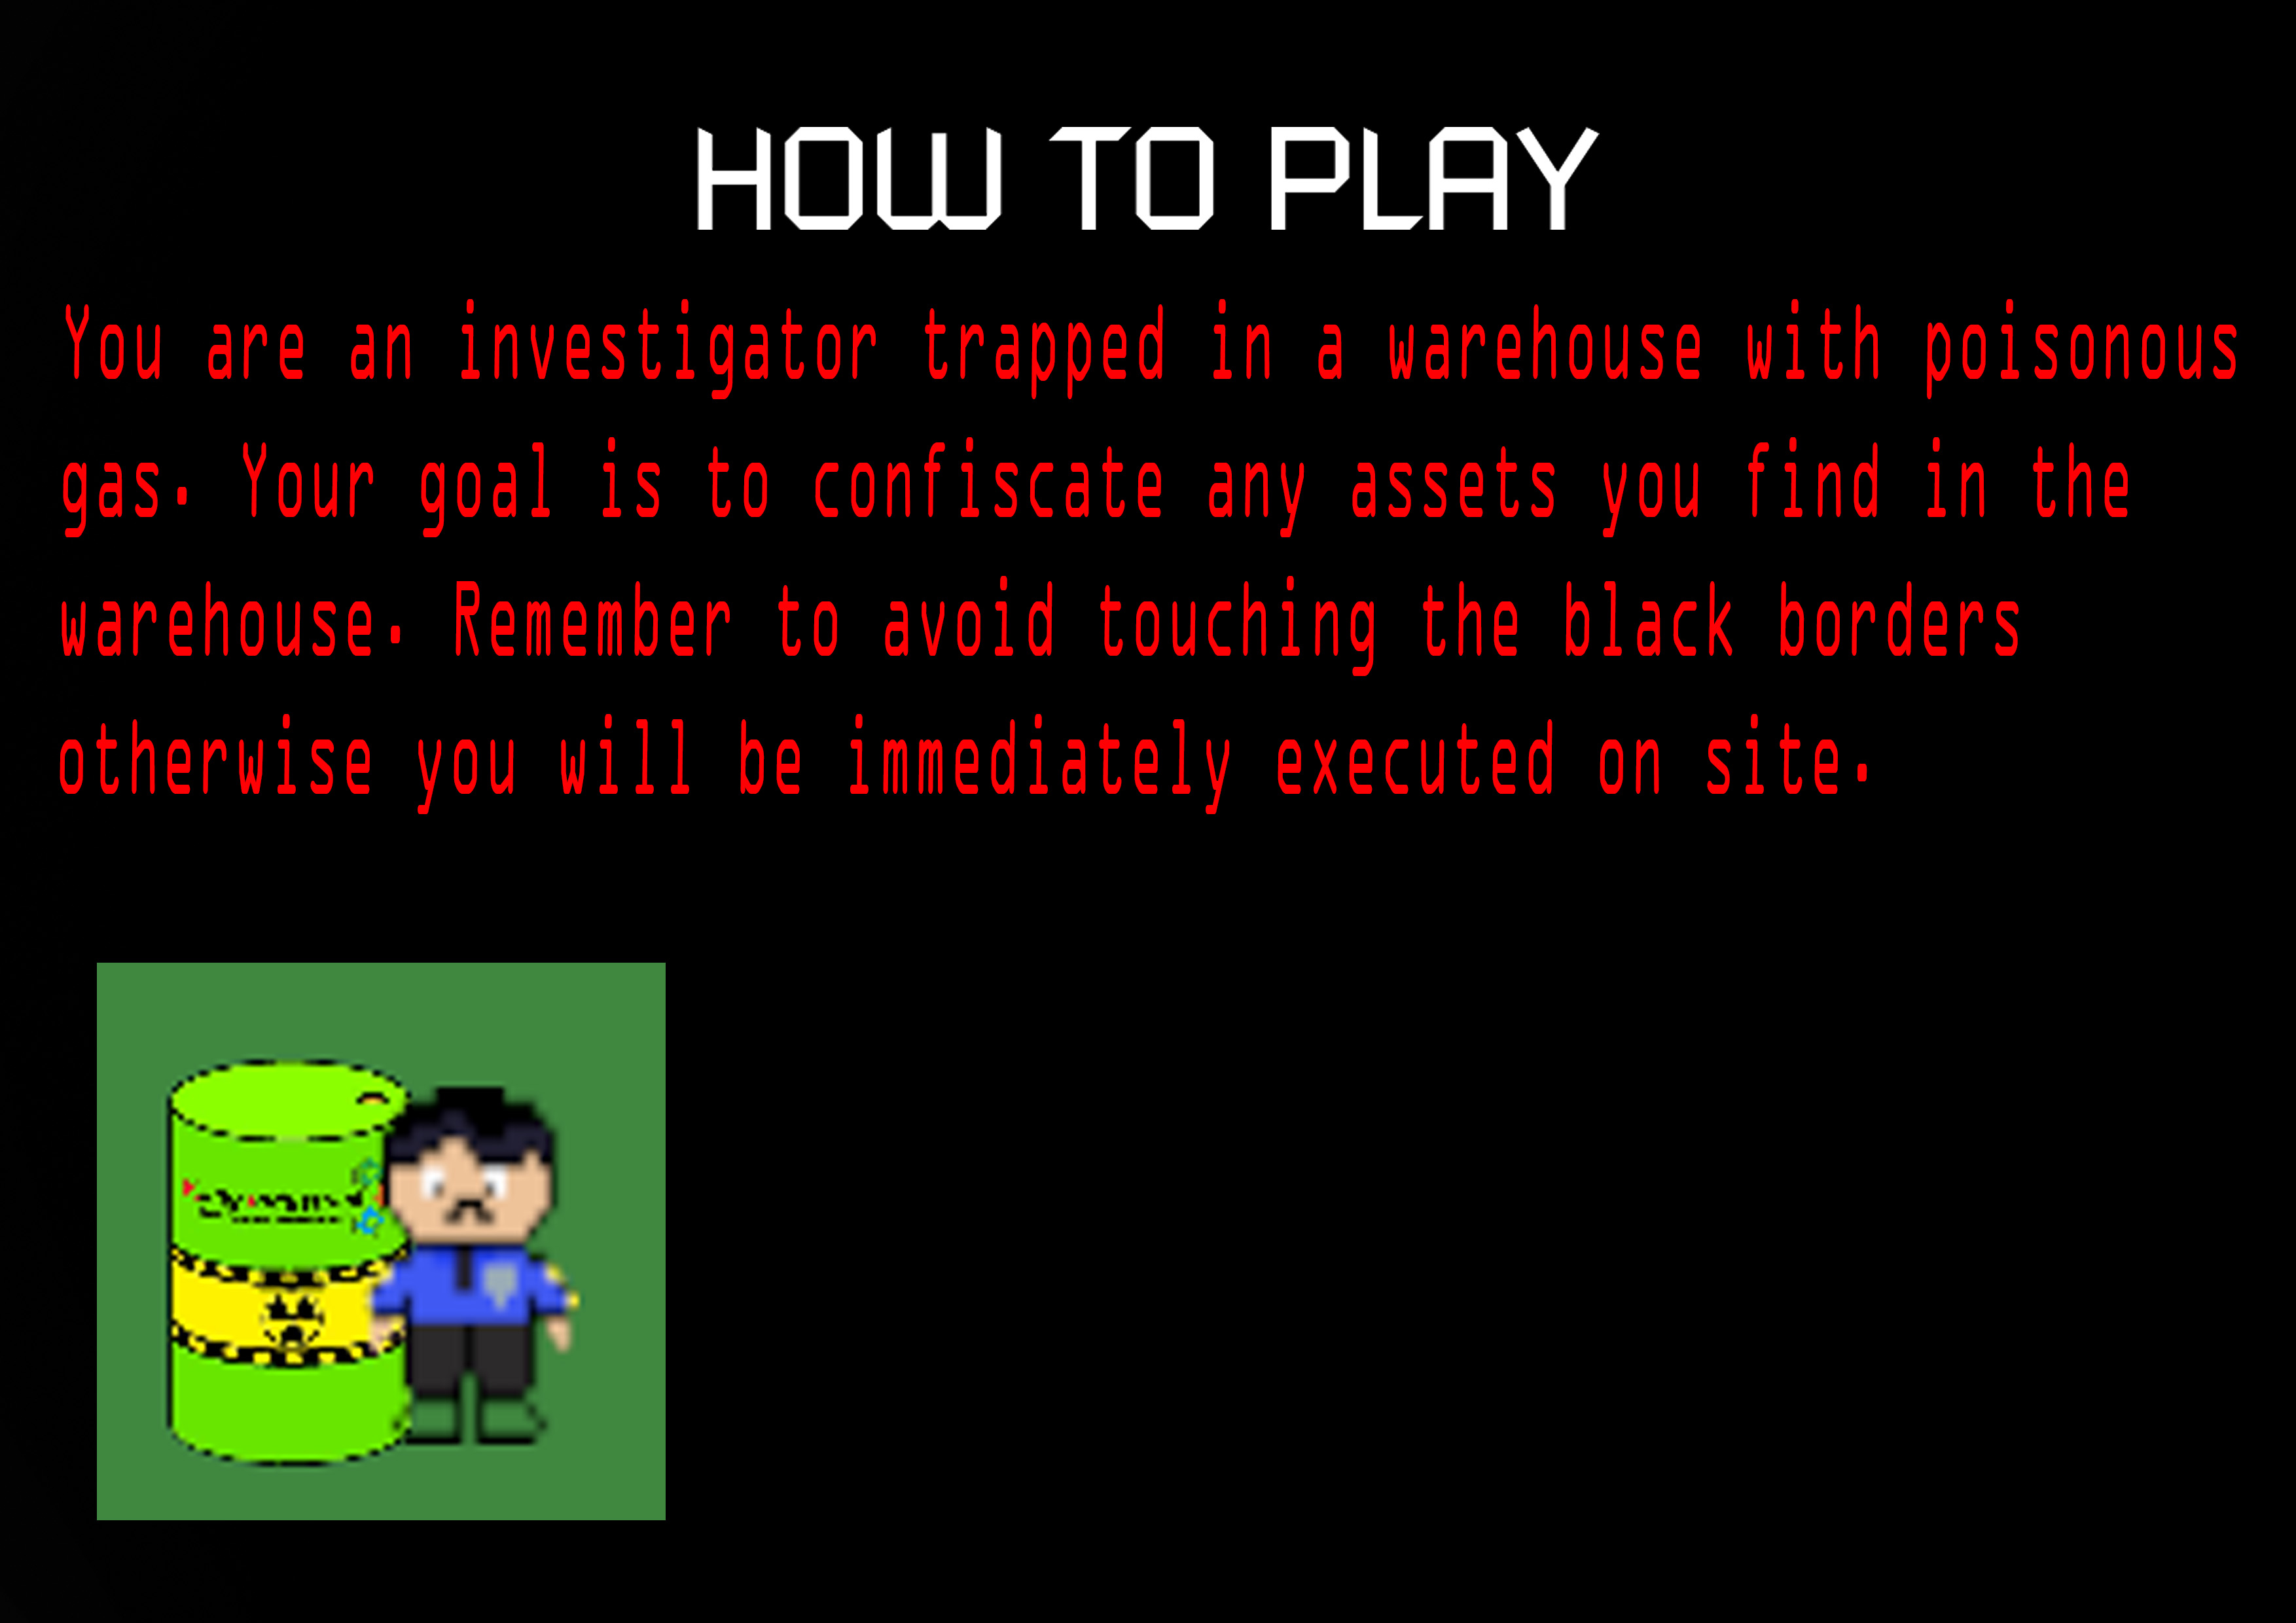 HOW TO PLAY
You are an investigator trapped in a warehouse with poisonous
gas. Your goal is to confiscate any assets you find in the
warehouse. Remember to avoid touching the black borders
otherwise you will be immediately executed on site.